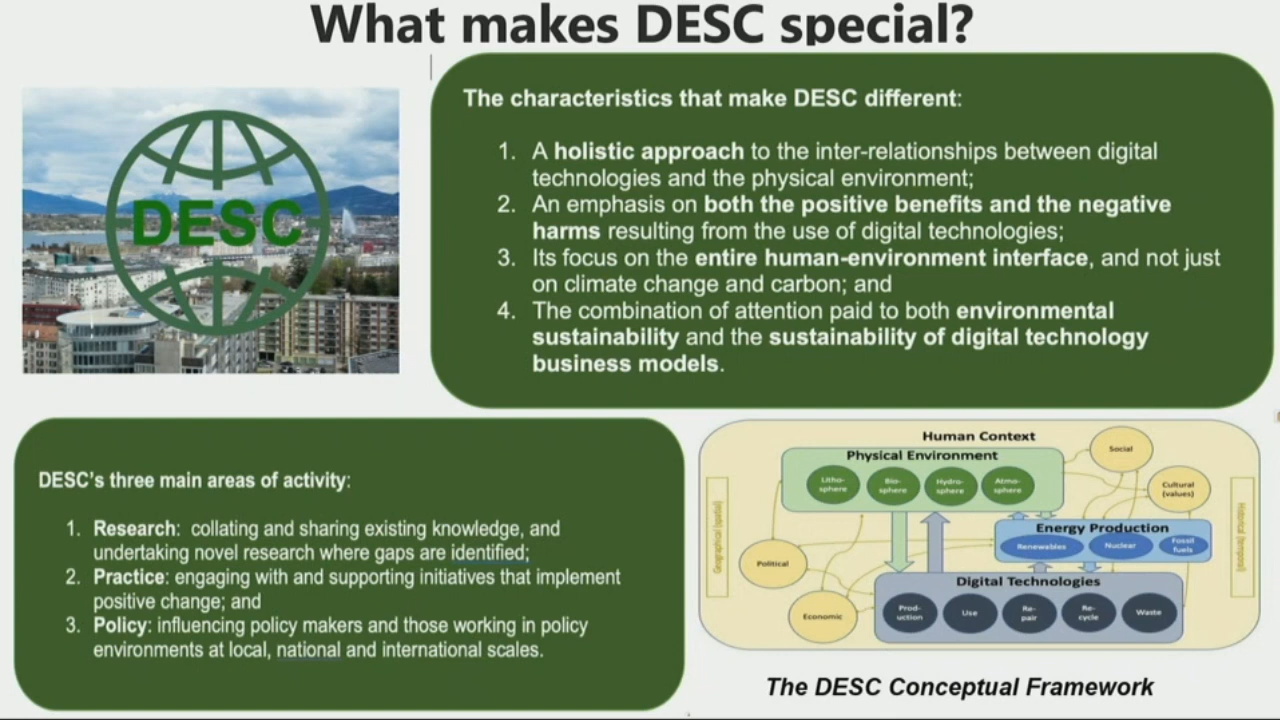 What makes DESC special?
DESC
The characteristics that make DESC different:
1. A holistic approach to the inter-relationships between digital
technologies and the physical environment;
2. An emphasis on both the positive benefits and the negative
harms resulting from the use of digital technologies;
3. Its focus on the entire human-environment interface, and not just
on climate change and carbon; and
4. The combination of attention paid to both environmental
sustainability and the sustainability of digital technology
business models.
DESC's three main areas of activity:
1. Research: collating and sharing existing knowledge, and
undertaking novel research where gaps are identified;
2. Practice: engaging with and supporting initiatives that implement
positive change; and
3. Policy: influencing policy makers and those working in policy
environments at local, national and international scales.
Human Context
Physical Environment
Litho-
sphere
Bio-
sphere
Hydro-
sphere
Atmo-
sphere
Social
Cultural
(values)
Geographical (spatial)
Historical (temporal)
Energy Production
Renewables
Nuclear
Fossil
fuels
Political
Economic
Digital Technologies
Prod-
uction
Use
Re-
pair
Re-
cycle
Waste
The DESC Conceptual Framework